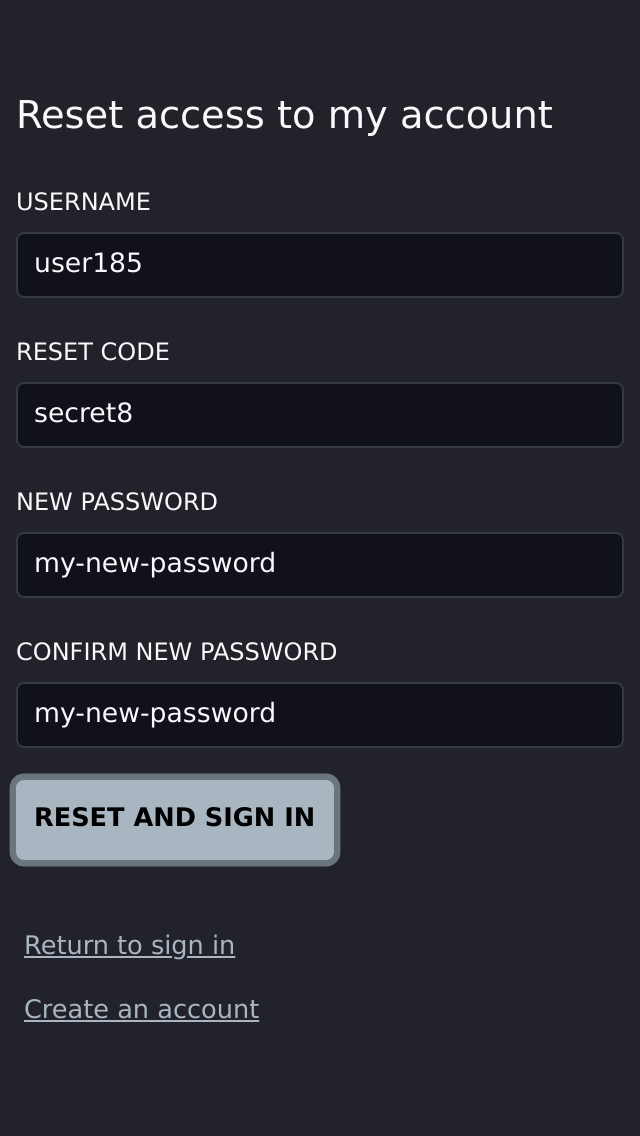 Reset access to my account
USERNAME
user185
RESET CODE
secret8
NEW PASSWORD
my-new-password
CONFIRM NEW PASSWORD
my-new-password
RESET AND SIGN IN
Return to sign in
Create an account